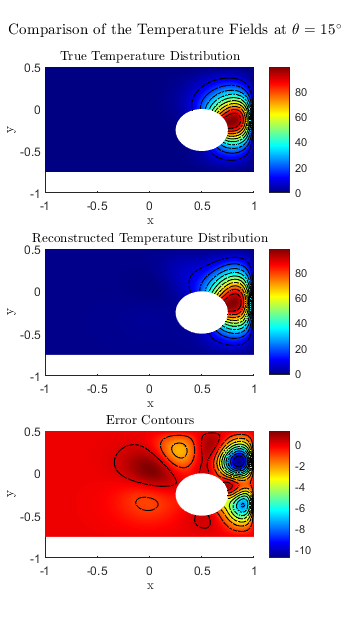 Comparison of the Temperature Fields at θ = 15°
True Temperature Distribution
0.5
0
-0.5
-1
y
-1 -0.5 0 0.5 1
x
80
60
40
20
0
Reconstructed Temperature Distribution
0.5
0
-0.5
-1
y
-1 -0.5 0 0.5 1
x
80
60
40
20
0
Error Contours
0.5
0
-0.5
-1
y
-1 -0.5 0 0.5 1
x
0
-2
-4
-6
-8
-10